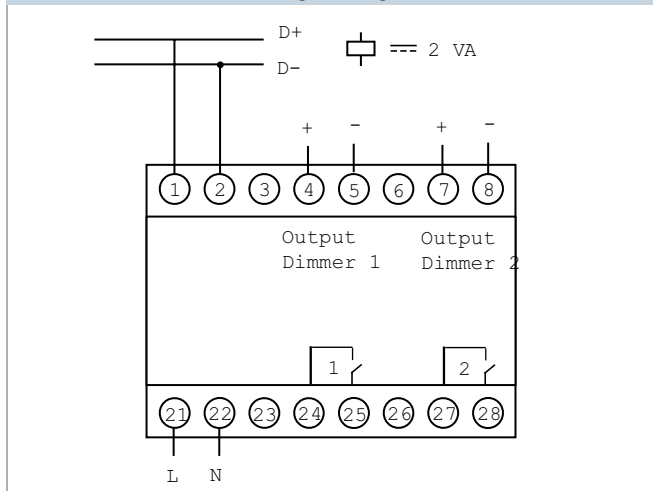 D+
⎓ 2 VA
D-
+ - + -
1 2 3 4 5 6 7 8
Output Output
Dimmer 1 Dimmer 2
1 2
21 22 23 24 25 26 27 28
L N